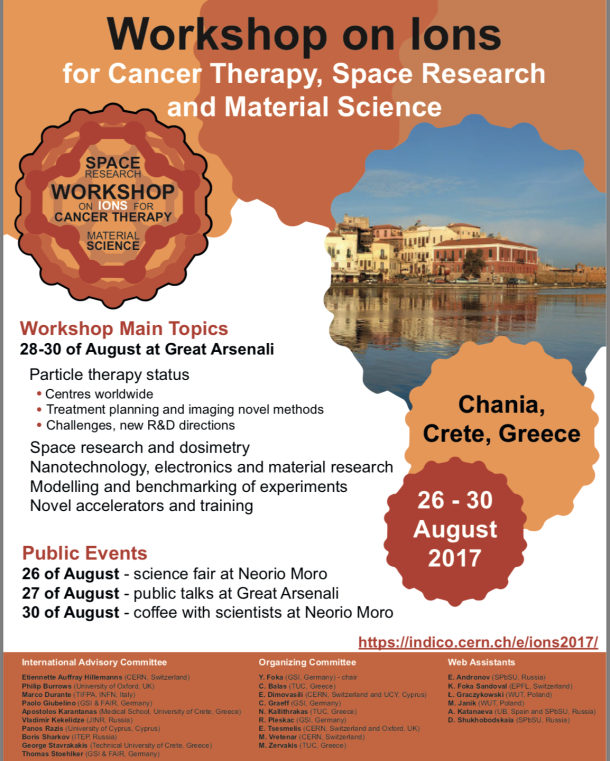 Workshop on Ions
for Cancer Therapy, Space Research
and Material Science
SPACE
RESEARCH
WORKSHOP
ON IONS FOR
CANCER THERAPY
MATERIAL
SCIENCE
Workshop Main Topics
28-30 of August at Great Arsenali
Particle therapy status
• Centres worldwide
• Treatment planning and imaging novel methods
• Challenges, new R&D directions
Space research and dosimetry
Nanotechnology, electronics and material research
Modelling and benchmarking of experiments
Novel accelerators and training
Chania,
Crete, Greece
26 - 30
August
2017
Public Events
26 of August - science fair at Neorio Moro
27 of August - public talks at Great Arsenali
30 of August - coffee with scientists at Neorio Moro
https://indico.cern.ch/e/ions2017/
International Advisory Committee
Etiennette Auffray Hillemanns (CERN, Switzerland)
Philip Burrows (University of Oxford, UK)
Marco Durante (TIFPA, INFN, Italy)
Paolo Giubelino (GSI & FAIR, Germany)
Apostolos Karantanas (Medical School, University of Crete, Greece)
Vladimir Kekelidze (JINR, Russia)
Panos Razis (University of Cyprus, Cyprus)
Boris Sharkov (ITEP, Russia)
George Stavrakakis (Technical University of Crete, Greece)
Thomas Stoehlker (GSI & FAIR, Germany)
Organizing Committee
Y. Foka (GSI, Germany) - chair
C. Balas (TUC, Greece)
E. Dimovasili (CERN, Switzerland and UCY, Cyprus)
C. Graeff (GSI, Germany)
N. Kallithrakas (TUC, Greece)
R. Pleskac (GSI, Germany)
E. Tsesmelis (CERN, Switzerland and Oxford, UK)
M. Vretenar (CERN, Switzerland)
M. Zervakis (TUC, Greece)
Web Assistants
E. Andronov (SPbSU, Russia)
K. Foka Sandoval (EPFL, Switzerland)
Ł. Graczykowski (WUT, Poland)
M. Janik (WUT, Poland)
A. Katanaeva (UB, Spain and SPbSU, Russia)
D. Shukhobodskaia (SPbSU, Russia)